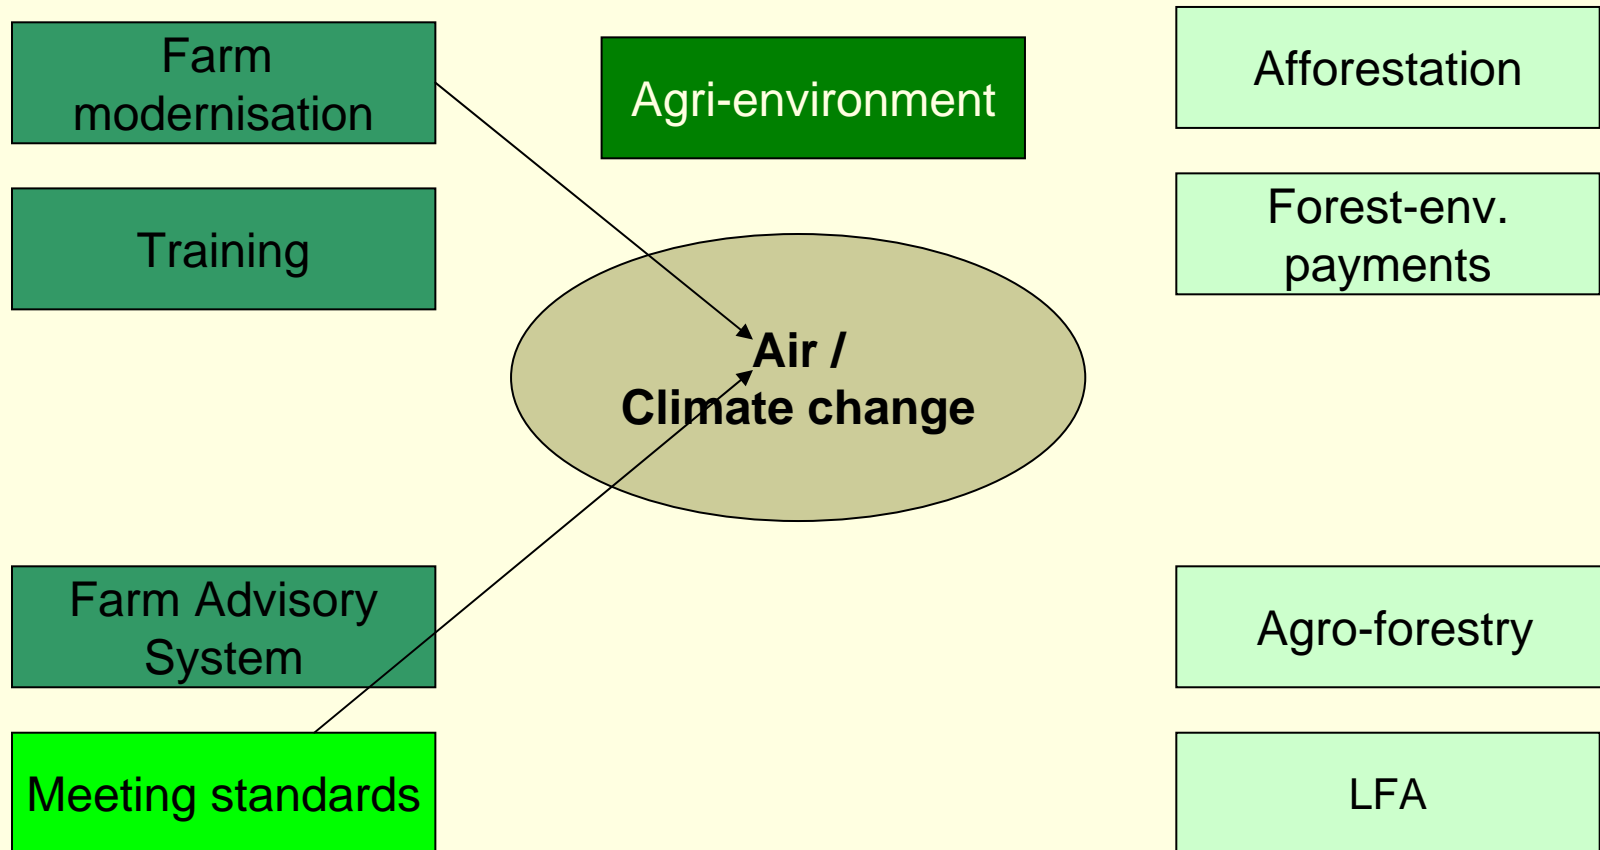 Farm
modernisation
Agri-environment
Afforestation
Training
Forest-env.
payments
Air /
Climate change
Farm Advisory
System
Agro-forestry
Meeting standards
LFA